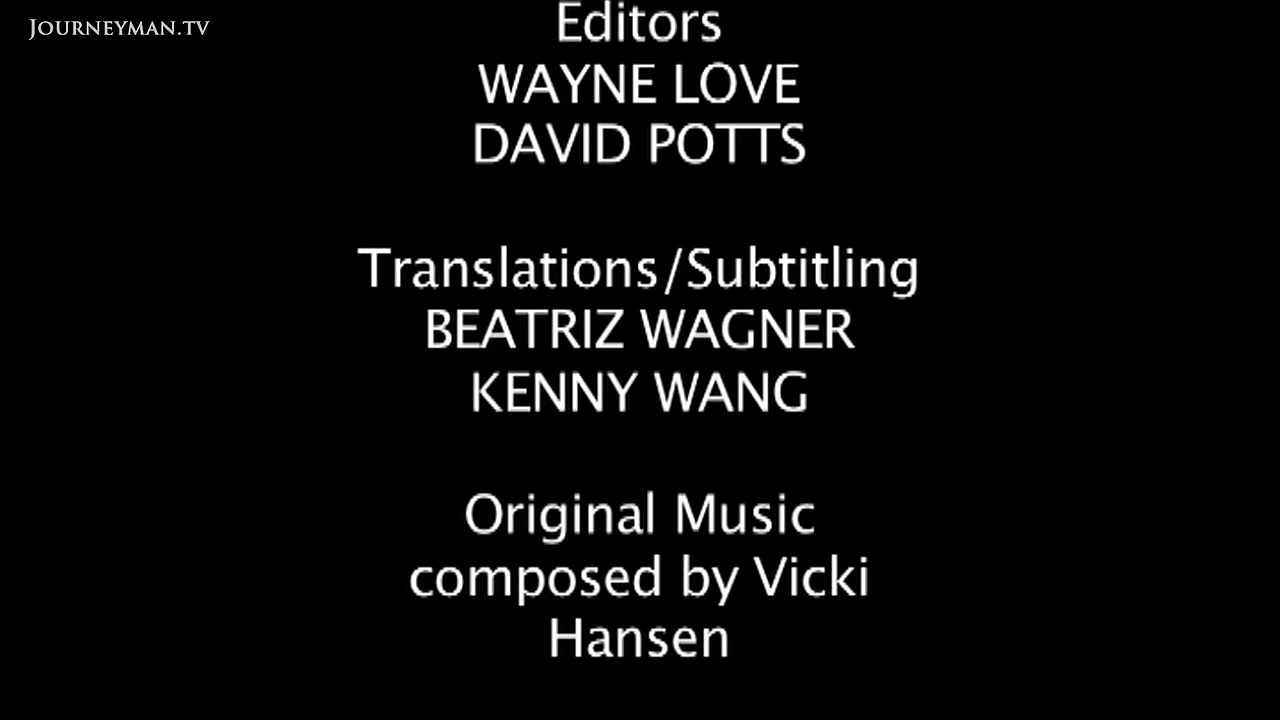 JOURNEYMAN.TV
Editors
WAYNE LOVE
DAVID POTTS
Translations/Subtitling
BEATRIZ WAGNER
KENNY WANG
Original Music
composed by Vicki
Hansen